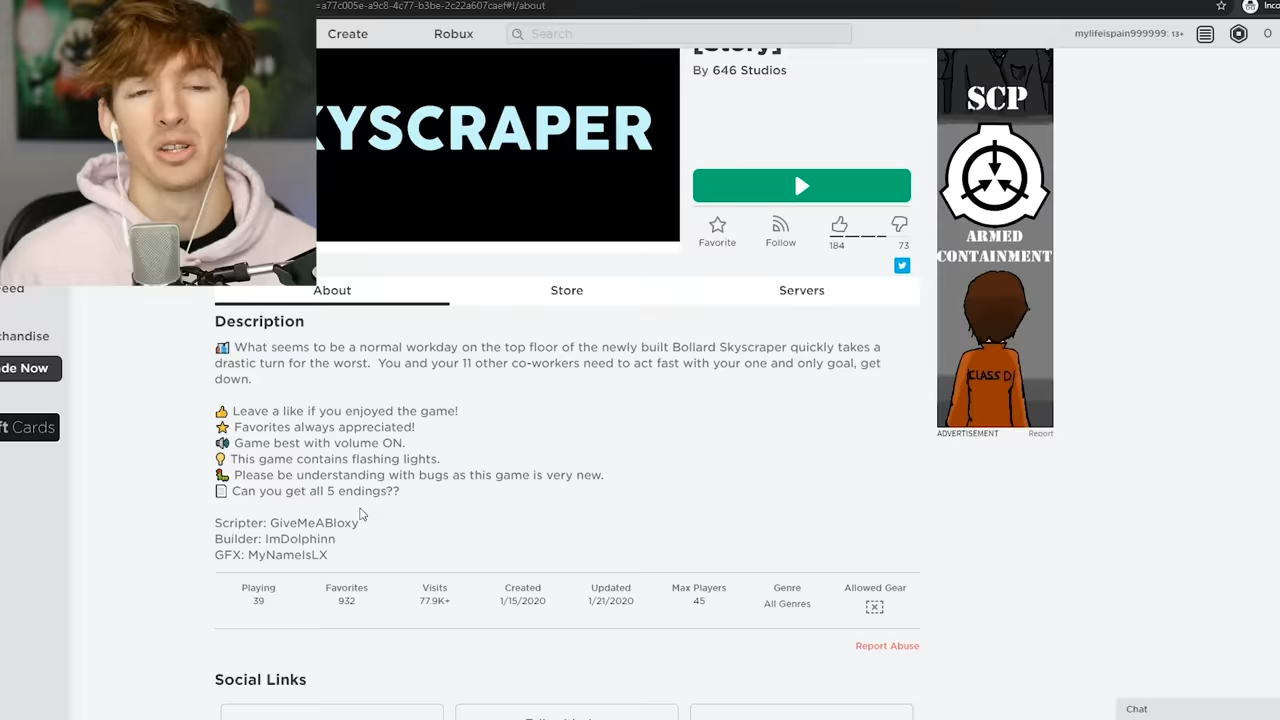 =a77c005e-a9c8-4c77-b3be-2c22a607caef#!/about
Create
Robux
Search
mylifeispain999999: 13+
0
[Story]
By 646 Studios
KYSCRAPER
Favorite
Follow
184
73
SCP
ARMED
CONTAINMENT
CLASS D
ADVERTISEMENT
Report
eed
chandise
de Now
ft Cards
About
Store
Servers
Description
What seems to be a normal workday on the top floor of the newly built Bollard Skyscraper quickly takes a
drastic turn for the worst. You and your 11 other co-workers need to act fast with your one and only goal, get
down.
Leave a like if you enjoyed the game!
Favorites always appreciated!
Game best with volume ON.
This game contains flashing lights.
Please be understanding with bugs as this game is very new.
Can you get all 5 endings??
Scripter: GiveMeABloxy
Builder: ImDolphinn
GFX: MyNameIsLX
Playing
39
Favorites
932
Visits
77.9K+
Created
1/15/2020
Updated
1/21/2020
Max Players
45
Genre
All Genres
Allowed Gear
Report Abuse
Social Links
Chat